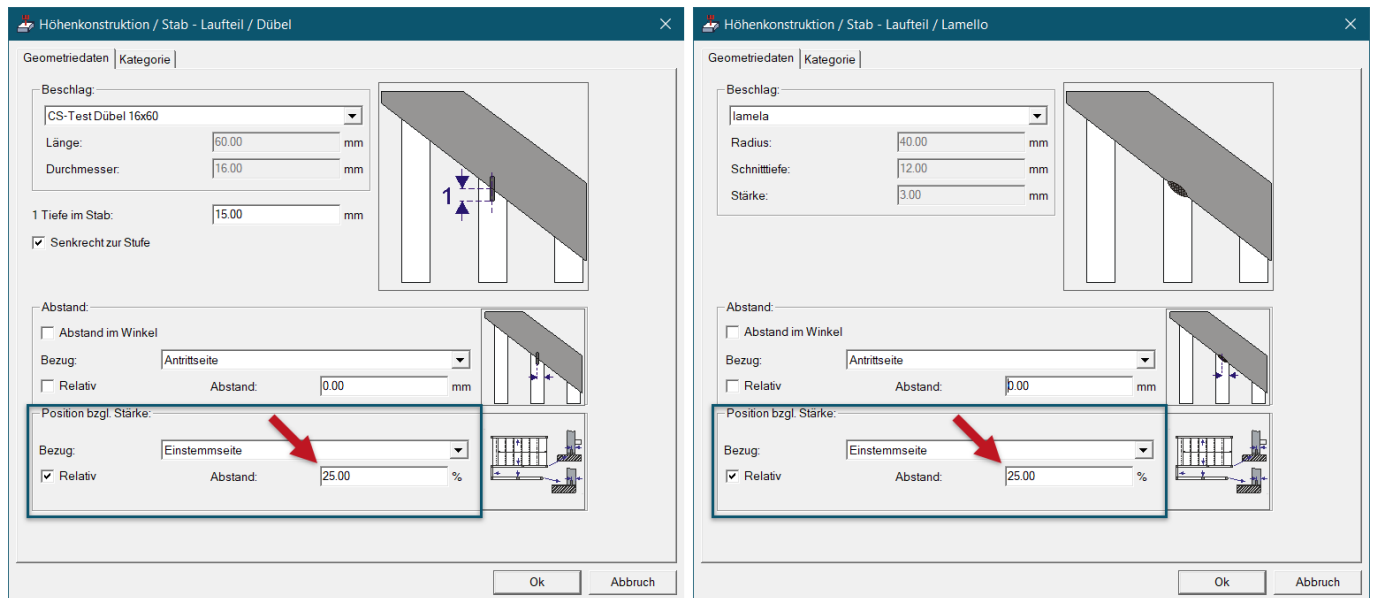 Höhenkonstruktion / Stab - Laufteil / Dübel
Geometriedaten Kategorie
Beschlag:
CS-Test Dübel 16x60
Länge: 60.00 mm
Durchmesser: 16.00 mm
1 Tiefe im Stab: 15.00 mm
Senkrecht zur Stufe
1
Abstand:
Abstand im Winkel
Bezug: Antrittseite
Relativ Abstand: 0.00 mm
Position bzgl. Stärke:
Bezug: Einstemmseite
Relativ Abstand: 25.00 %
Ok Abbruch
Höhenkonstruktion / Stab - Laufteil / Lamello
Geometriedaten Kategorie
Beschlag:
lamela
Radius: 40.00 mm
Schnitttiefe: 12.00 mm
Stärke: 3.00 mm
Abstand:
Abstand im Winkel
Bezug: Antrittseite
Relativ Abstand: 0.00 mm
Position bzgl. Stärke:
Bezug: Einstemmseite
Relativ Abstand: 25.00 %
Ok Abbruch